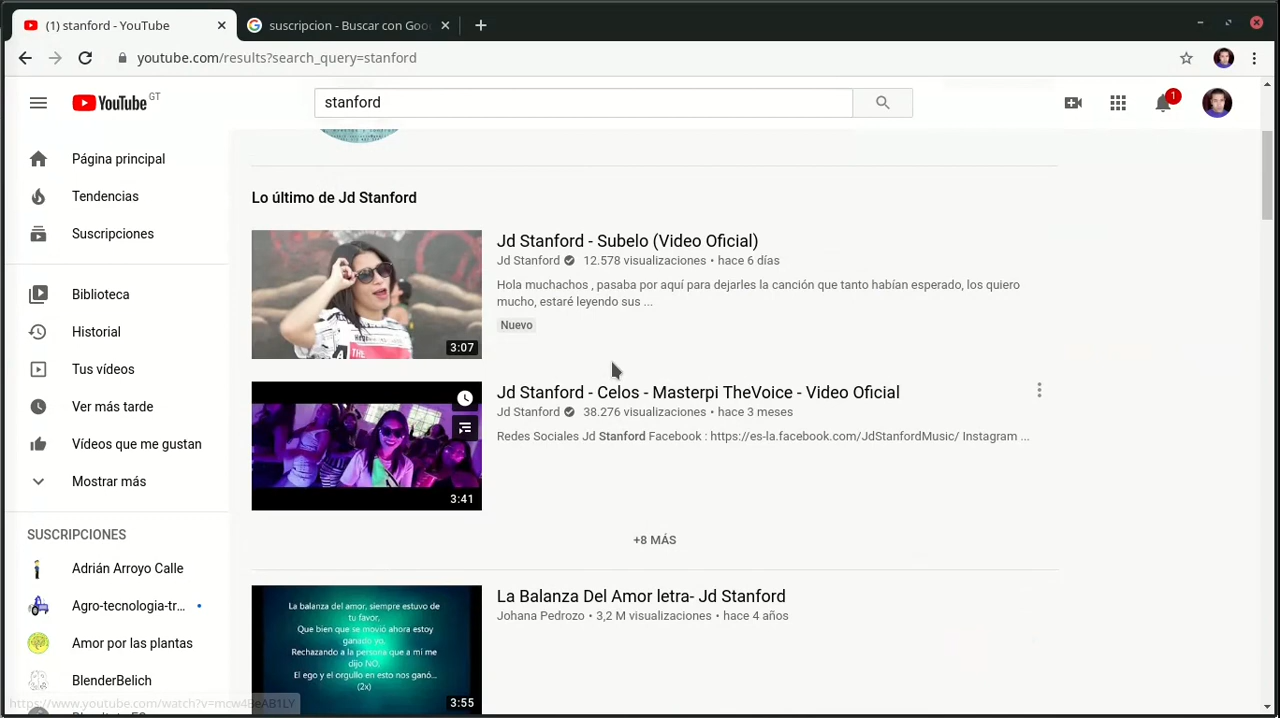 (1) stanford - YouTube
suscripcion - Buscar con Goo
youtube.com/results?search_query=stanford
YouTube GT
stanford
1
Página principal
Tendencias
Suscripciones
Biblioteca
Historial
Tus vídeos
Ver más tarde
Vídeos que me gustan
Mostrar más
SUSCRIPCIONES
Adrián Arroyo Calle
Agro-tecnologia-tr...
Amor por las plantas
BlenderBelich
Lo último de Jd Stanford
Jd Stanford - Subelo (Video Oficial)
Jd Stanford 12.578 visualizaciones • hace 6 días
Hola muchachos , pasaba por aquí para dejarles la canción que tanto habían esperado, los quiero
mucho, estaré leyendo sus ...
Nuevo
3:07
Jd Stanford - Celos - Masterpi TheVoice - Video Oficial
Jd Stanford 38.276 visualizaciones • hace 3 meses
Redes Sociales Jd Stanford Facebook : https://es-la.facebook.com/JdStanfordMusic/ Instagram ...
3:41
+8 MÁS
La Balanza Del Amor letra- Jd Stanford
Johana Pedrozo • 3,2 M visualizaciones • hace 4 años
La balanza del amor, siempre estuvo de
tu favor,
Que bien que se movió ahora estoy
ganado yo,
Rechazando a la persona que a mi me
dijo NO,
El ego y el orgullo en esto nos ganó...
(2x)
3:55